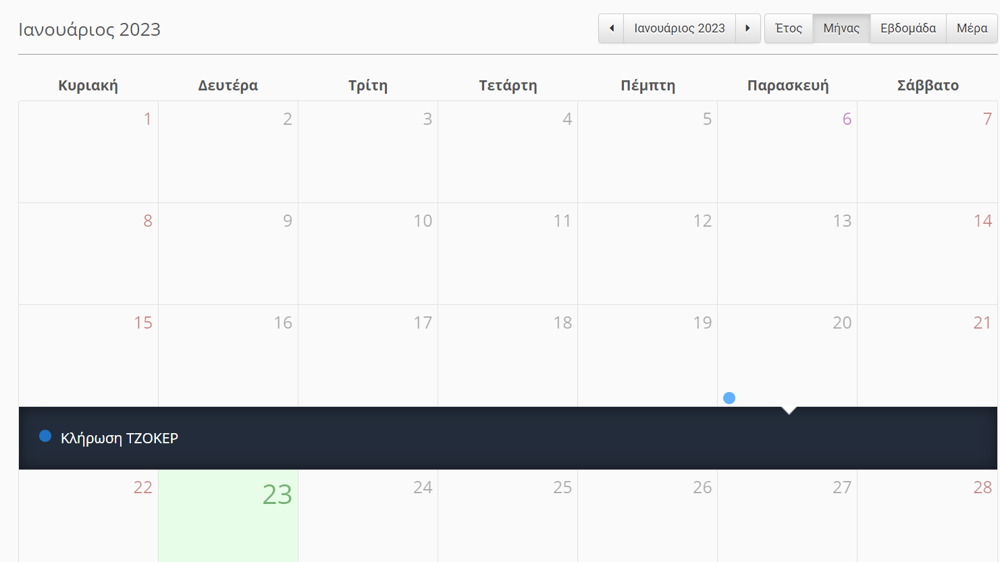 Ιανουάριος 2023
Ιανουάριος 2023 Έτος Μήνας Εβδομάδα Μέρα
Κυριακή Δευτέρα Τρίτη Τετάρτη Πέμπτη Παρασκευή Σάββατο
1 2 3 4 5 6 7
8 9 10 11 12 13 14
15 16 17 18 19 20 21
Κλήρωση ΤΖΟΚΕΡ
22 23 24 25 26 27 28